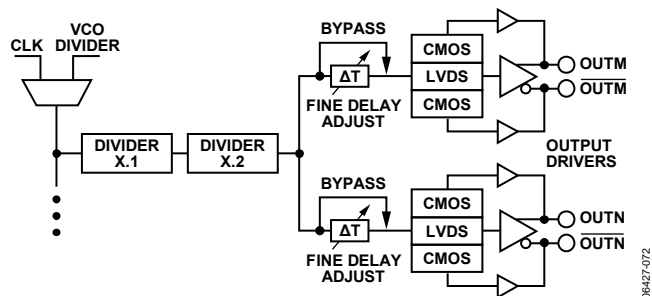 CLK
VCO
DIVIDER
DIVIDER
X.1
DIVIDER
X.2
BYPASS
ΔT
FINE DELAY
ADJUST
CMOS
LVDS
CMOS
OUTM
OUTM
OUTPUT
DRIVERS
BYPASS
ΔT
FINE DELAY
ADJUST
CMOS
LVDS
CMOS
OUTN
OUTN
06427-072